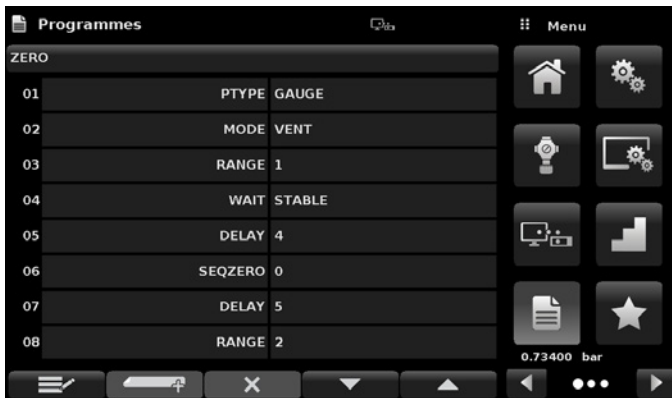 Programmes
Menu
ZERO
01 PTYPE GAUGE
02 MODE VENT
03 RANGE 1
04 WAIT STABLE
05 DELAY 4
06 SEQZERO 0
07 DELAY 5
08 RANGE 2
0.73400 bar